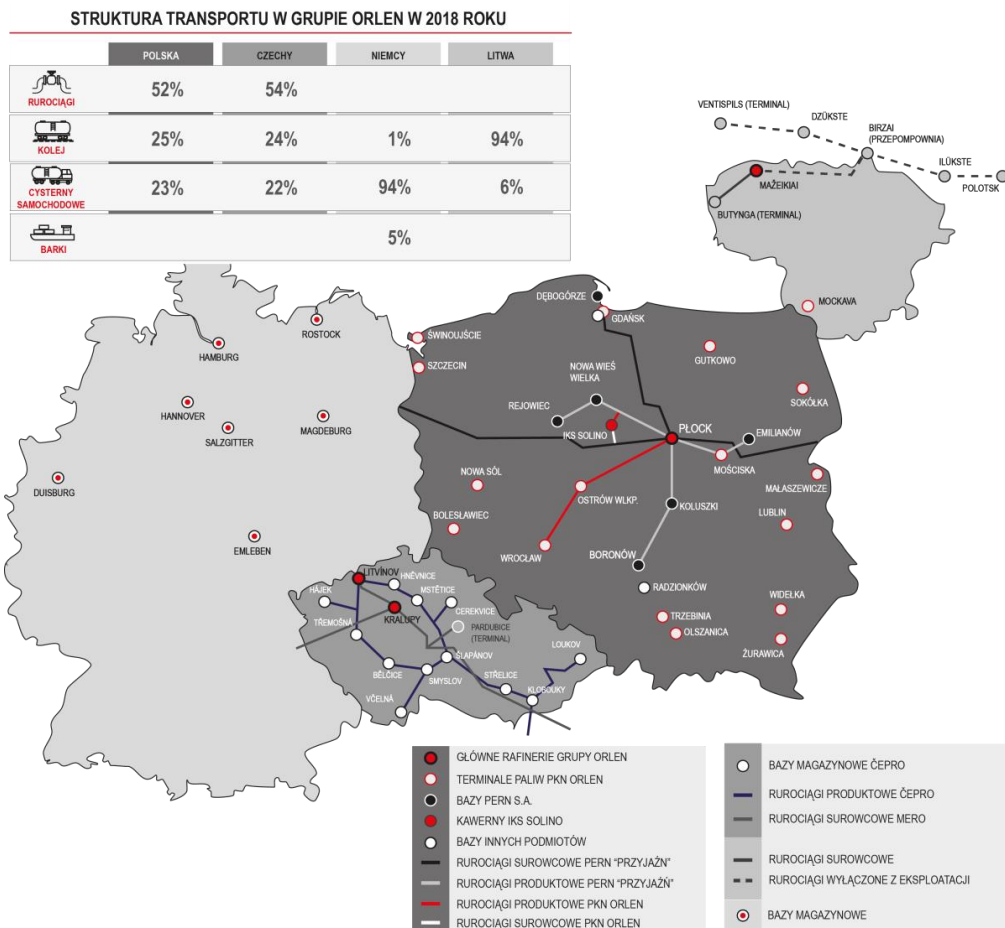 STRUKTURA TRANSPORTU W GRUPIE ORLEN W 2018 ROKU
POLSKA CZECHY NIEMCY LITWA
RUROCIĄGI 52% 54%
KOLEJ 25% 24% 1% 94%
CYSTERNY
SAMOCHODOWE 23% 22% 94% 6%
BARKI 5%
VENTISPILS (TERMINAL)
DZŪKSTE
BIRZAI
(PRZEPOMPOWNIA)
ILŪKSTE
POLOTSK
MAŽEIKIAI
BUTYNGA (TERMINAL)
MOCKAVA
ROSTOCK
HAMBURG
HANNOVER
SALZGITTER
MAGDEBURG
DUISBURG
EMLEBEN
DĘBOGÓRZE
GDAŃSK
ŚWINOUJŚCIE
SZCZECIN
GUTKOWO
NOWA WIEŚ
WIELKA
SOKÓŁKA
REJOWIEC
IKS SOLINO
PŁOCK
EMILIANÓW
MOŚCISKA
NOWA SÓL
OSTRÓW WLKP.
MAŁASZEWICZE
KOLUSZKI
BOLESŁAWIEC
LUBLIN
WROCŁAW
BORONÓW
RADZIONKÓW
WIDEŁKA
TRZEBINIA
OLSZANICA
ŻURAWICA
LITVÍNOV
HNĚVNICE
HÁJEK
MSTĚTICE
CEREKVICE
KRALUPY
TŘEMOŠNÁ
PARDUBICE
(TERMINAL)
LOUKOV
ŠLAPÁNOV
BĚLČICE
SMYSLOV
STŘELICE
VČELNÁ
KLOBOUKY
GŁÓWNE RAFINERIE GRUPY ORLEN
TERMINALE PALIW PKN ORLEN
BAZY PERN S.A.
KAWERNY IKS SOLINO
BAZY INNYCH PODMIOTÓW
RUROCIĄGI SUROWCOWE PERN "PRZYJAŹN"
RUROCIĄGI PRODUKTOWE PERN "PRZYJAŹŃ"
RUROCIĄGI PRODUKTOWE PKN ORLEN
RUROCIĄGI SUROWCOWE PKN ORLEN
BAZY MAGAZYNOWE ČEPRO
RUROCIĄGI PRODUKTOWE ČEPRO
RUROCIĄGI SUROWCOWE MERO
RUROCIĄGI SUROWCOWE
RUROCIĄGI WYŁĄCZONE Z EKSPLOATACJI
BAZY MAGAZYNOWE